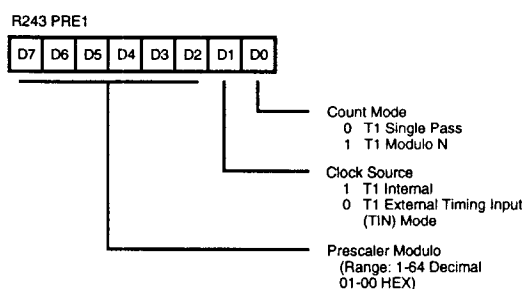 R243 PRE1
D7 D6 D5 D4 D3 D2 D1 D0
Count Mode
0 T1 Single Pass
1 T1 Modulo N
Clock Source
1 T1 Internal
0 T1 External Timing Input
(TIN) Mode
Prescaler Modulo
(Range: 1-64 Decimal
01-00 HEX)